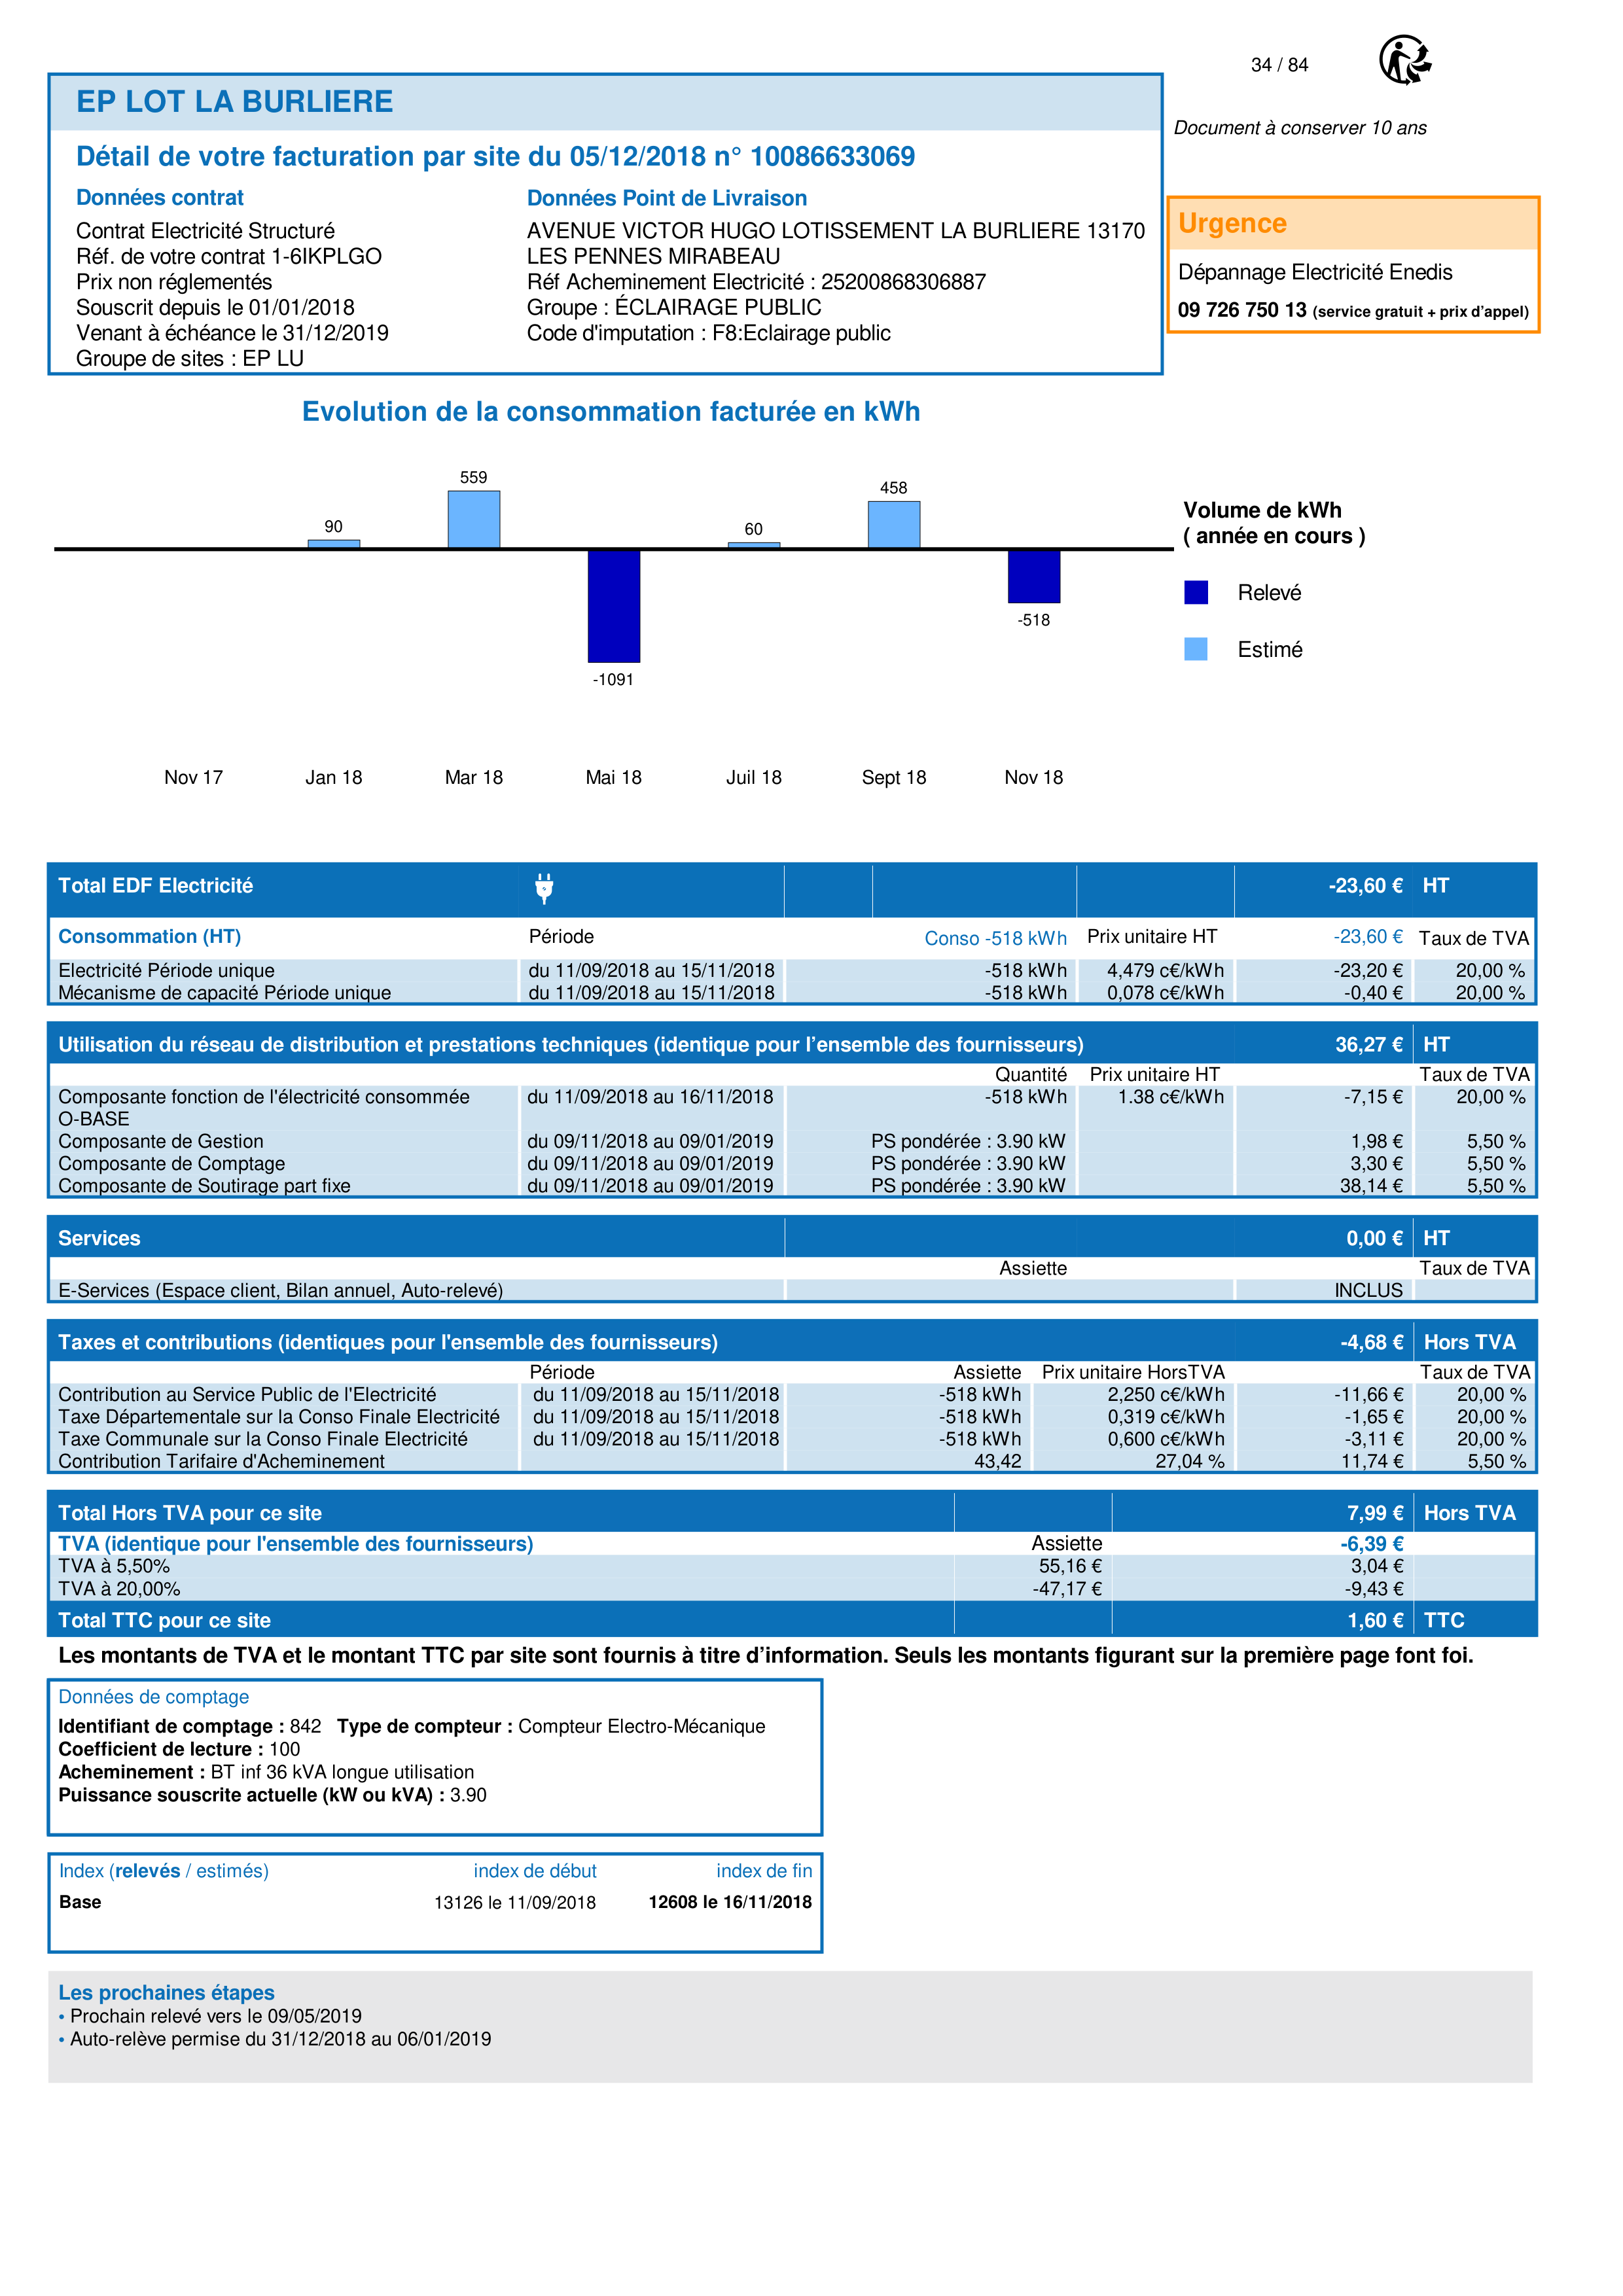 34 / 84
EP LOT LA BURLIERE
Document à conserver 10 ans
Détail de votre facturation par site du 05/12/2018 n° 10086633069
Données contrat
Contrat Electricité Structuré
Réf. de votre contrat 1-6IKPLGO
Prix non réglementés
Souscrit depuis le 01/01/2018
Venant à échéance le 31/12/2019
Groupe de sites : EP LU
Données Point de Livraison
AVENUE VICTOR HUGO LOTISSEMENT LA BURLIERE 13170
LES PENNES MIRABEAU
Réf Acheminement Electricité : 25200868306887
Groupe : ÉCLAIRAGE PUBLIC
Code d'imputation : F8:Eclairage public
Urgence
Dépannage Electricité Enedis
09 726 750 13 (service gratuit + prix d’appel)
Evolution de la consommation facturée en kWh
90 559 -1091 60 458 -518
Volume de kWh
( année en cours )
Relevé
Estimé
Nov 17 Jan 18 Mar 18 Mai 18 Juil 18 Sept 18 Nov 18
Total EDF Electricité -23,60 € HT
Consommation (HT) Période Conso -518 kWh Prix unitaire HT -23,60 € Taux de TVA
Electricité Période unique du 11/09/2018 au 15/11/2018 -518 kWh 4,479 c€/kWh -23,20 € 20,00 %
Mécanisme de capacité Période unique du 11/09/2018 au 15/11/2018 -518 kWh 0,078 c€/kWh -0,40 € 20,00 %
Utilisation du réseau de distribution et prestations techniques (identique pour l’ensemble des fournisseurs) 36,27 € HT
Quantité Prix unitaire HT Taux de TVA
Composante fonction de l'électricité consommée du 11/09/2018 au 16/11/2018 -518 kWh 1.38 c€/kWh -7,15 € 20,00 %
O-BASE
Composante de Gestion du 09/11/2018 au 09/01/2019 PS pondérée : 3.90 kW 1,98 € 5,50 %
Composante de Comptage du 09/11/2018 au 09/01/2019 PS pondérée : 3.90 kW 3,30 € 5,50 %
Composante de Soutirage part fixe du 09/11/2018 au 09/01/2019 PS pondérée : 3.90 kW 38,14 € 5,50 %
Services 0,00 € HT
Assiette Taux de TVA
E-Services (Espace client, Bilan annuel, Auto-relevé) INCLUS
Taxes et contributions (identiques pour l'ensemble des fournisseurs) -4,68 € Hors TVA
Période Assiette Prix unitaire HorsTVA Taux de TVA
Contribution au Service Public de l'Electricité du 11/09/2018 au 15/11/2018 -518 kWh 2,250 c€/kWh -11,66 € 20,00 %
Taxe Départementale sur la Conso Finale Electricité du 11/09/2018 au 15/11/2018 -518 kWh 0,319 c€/kWh -1,65 € 20,00 %
Taxe Communale sur la Conso Finale Electricité du 11/09/2018 au 15/11/2018 -518 kWh 0,600 c€/kWh -3,11 € 20,00 %
Contribution Tarifaire d'Acheminement 43,42 27,04 % 11,74 € 5,50 %
Total Hors TVA pour ce site 7,99 € Hors TVA
TVA (identique pour l'ensemble des fournisseurs) Assiette -6,39 €
TVA à 5,50% 55,16 € 3,04 €
TVA à 20,00% -47,17 € -9,43 €
Total TTC pour ce site 1,60 € TTC
Les montants de TVA et le montant TTC par site sont fournis à titre d’information. Seuls les montants figurant sur la première page font foi.
Données de comptage
Identifiant de comptage : 842 Type de compteur : Compteur Electro-Mécanique
Coefficient de lecture : 100
Acheminement : BT inf 36 kVA longue utilisation
Puissance souscrite actuelle (kW ou kVA) : 3.90
Index (relevés / estimés) index de début index de fin
Base 13126 le 11/09/2018 12608 le 16/11/2018
Les prochaines étapes
• Prochain relevé vers le 09/05/2019
• Auto-relève permise du 31/12/2018 au 06/01/2019